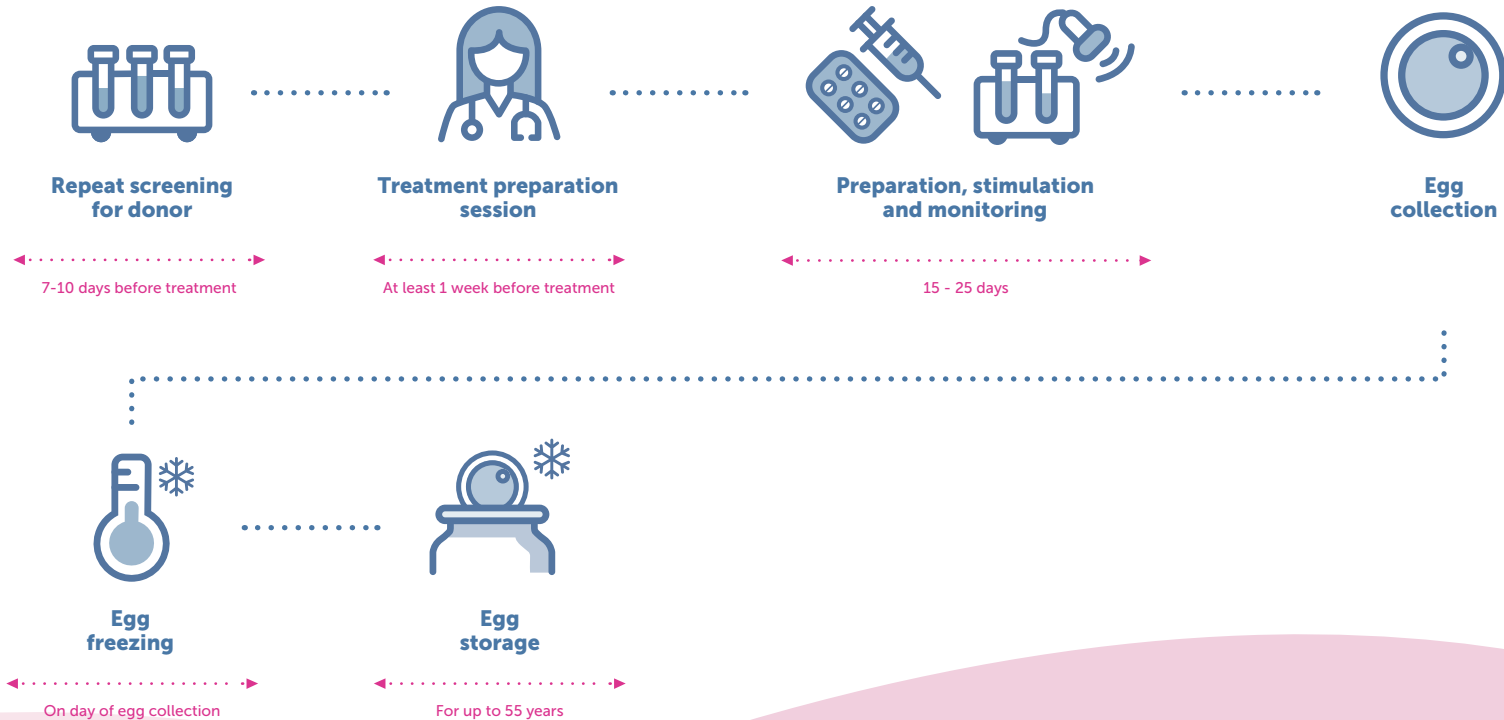 Repeat screening
for donor
7-10 days before treatment
Treatment preparation
session
At least 1 week before treatment
Preparation, stimulation
and monitoring
15 - 25 days
Egg
collection
Egg
freezing
On day of egg collection
Egg
storage
For up to 55 years